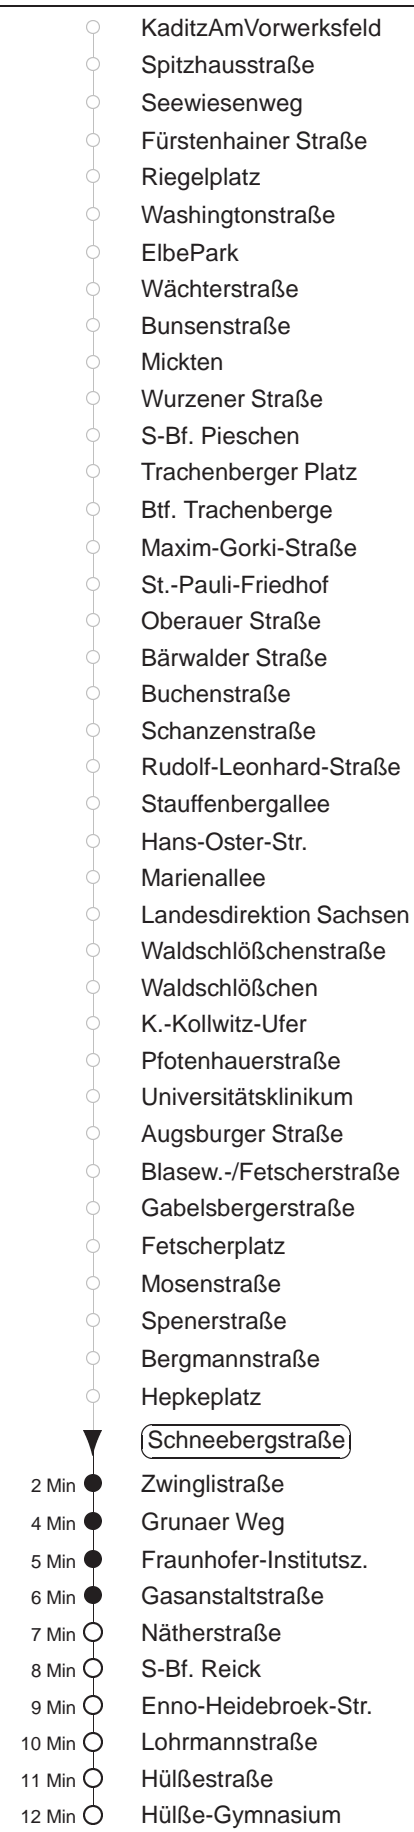 KaditzAmVorwerksfeld
Spitzhausstraße
Seewiesenweg
Fürstenhainer Straße
Riegelplatz
Washingtonstraße
ElbePark
Wächterstraße
Bunsenstraße
Mickten
Wurzener Straße
S-Bf. Pieschen
Trachenberger Platz
Btf. Trachenberge
Maxim-Gorki-Straße
St.-Pauli-Friedhof
Oberauer Straße
Bärwalder Straße
Buchenstraße
Schanzenstraße
Rudolf-Leonhard-Straße
Stauffenbergallee
Hans-Oster-Str.
Marienallee
Landesdirektion Sachsen
Waldschlößchenstraße
Waldschlößchen
K.-Kollwitz-Ufer
Pfotenhauerstraße
Universitätsklinikum
Augsburger Straße
Blasew.-/Fetscherstraße
Gabelsbergerstraße
Fetscherplatz
Mosenstraße
Spenerstraße
Bergmannstraße
Hepkeplatz
Schneebergstraße
2 Min Zwinglistraße
4 Min Grunaer Weg
5 Min Fraunhofer-Institutsz.
6 Min Gasanstaltstraße
7 Min Nätherstraße
8 Min S-Bf. Reick
9 Min Enno-Heidebroek-Str.
10 Min Lohrmannstraße
11 Min Hülßestraße
12 Min Hülße-Gymnasium